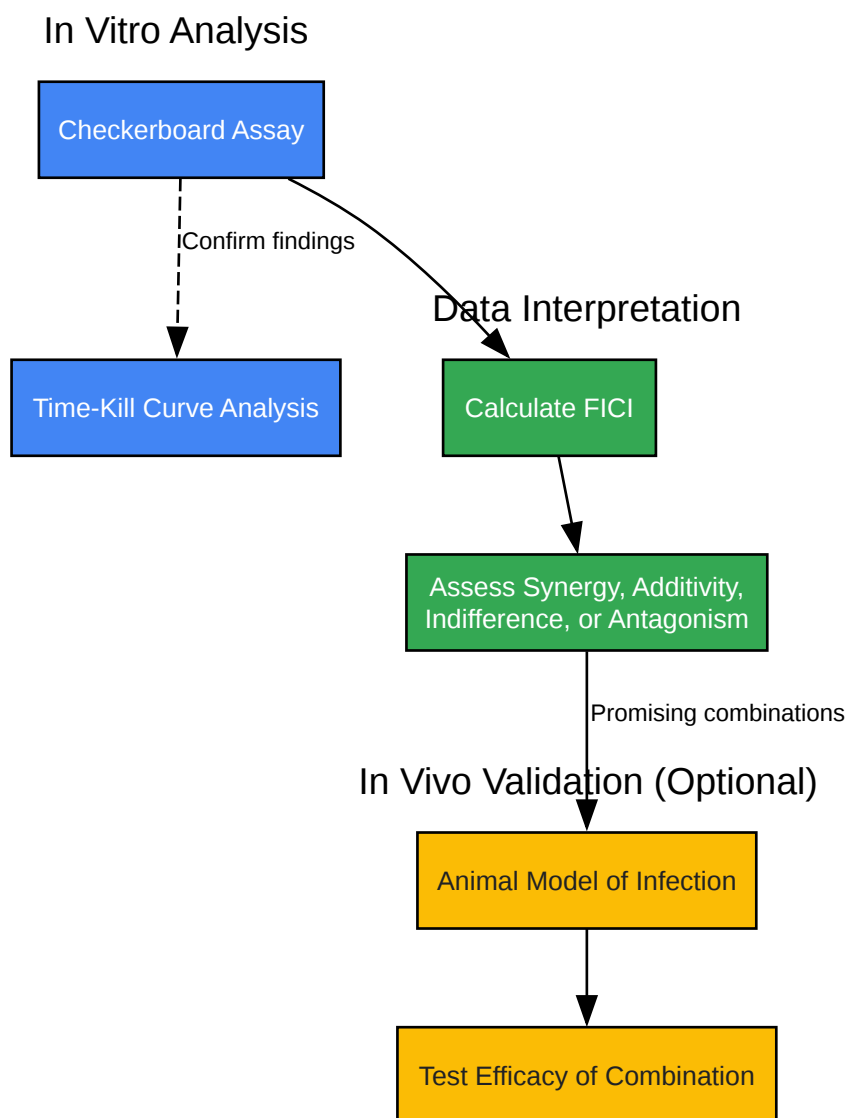 In Vitro Analysis
Checkerboard Assay
Confirm findings
Data Interpretation
Time-Kill Curve Analysis
Calculate FICI
Assess Synergy, Additivity,
Indifference, or Antagonism
Promising combinations
In Vivo Validation (Optional)
Animal Model of Infection
Test Efficacy of Combination